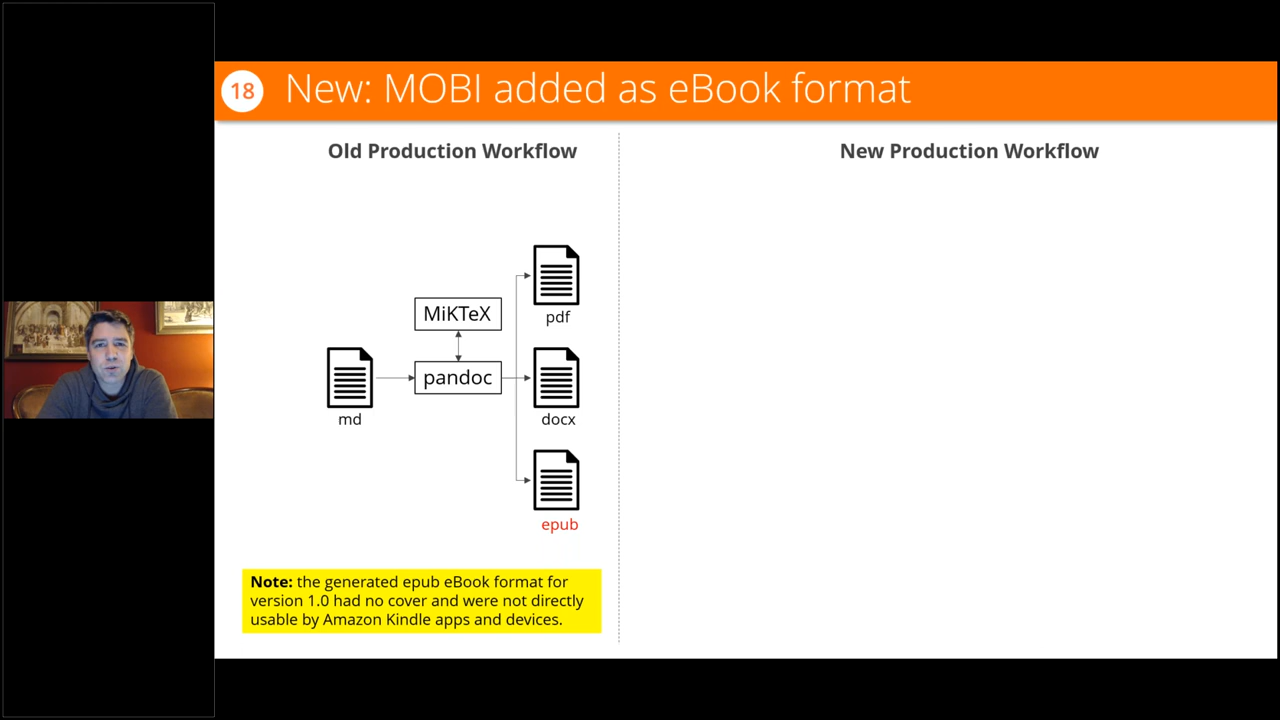 18
New: MOBI added as eBook format
Old Production Workflow
New Production Workflow
pdf
MiKTeX
pandoc
md
docx
epub
Note: the generated epub eBook format for
version 1.0 had no cover and were not directly
usable by Amazon Kindle apps and devices.